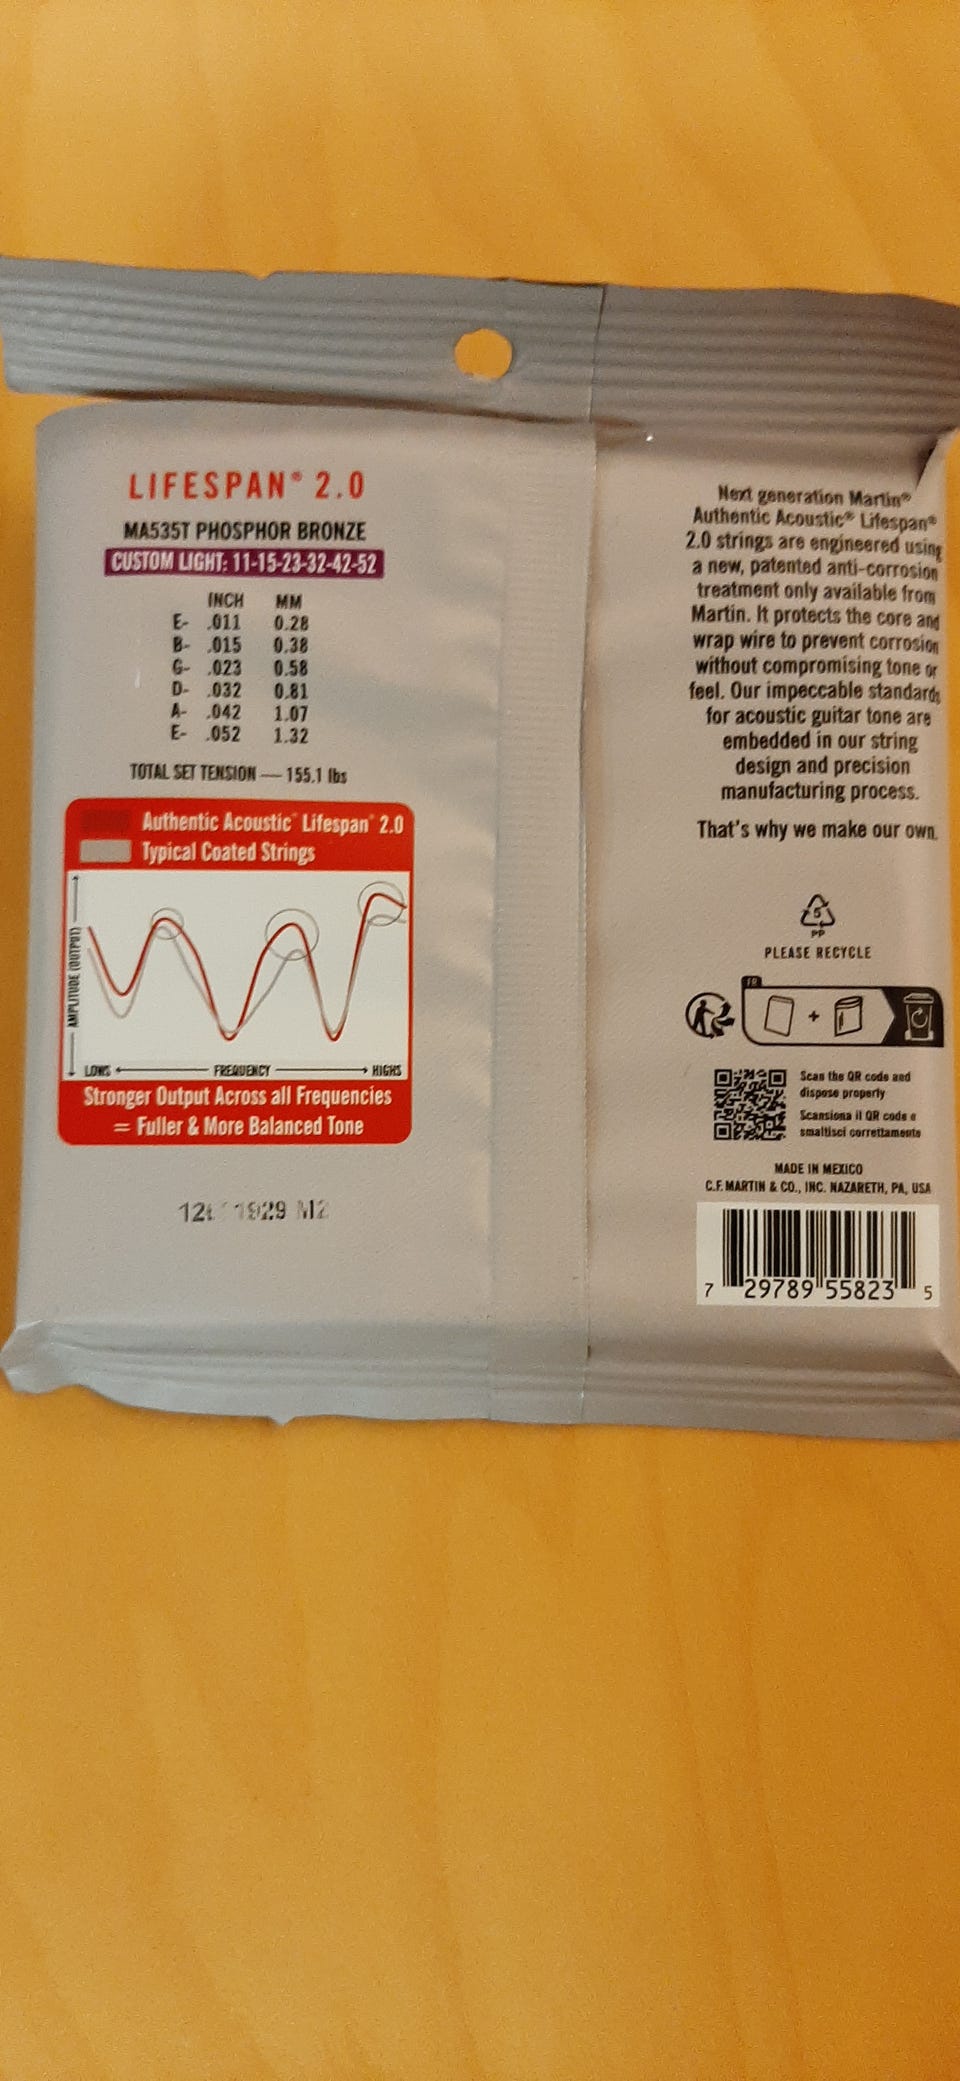 LIFESPAN® 2.0
MA535T PHOSPHOR BRONZE
CUSTOM LIGHT: 11-15-23-32-42-52
INCH MM
E- .011 0.28
B- .015 0.38
G- .023 0.58
D- .032 0.81
A- .042 1.07
E- .052 1.32
TOTAL SET TENSION — 155.1 lbs
Authentic Acoustic® Lifespan® 2.0
Typical Coated Strings
AMPLITUDE (OUTPUT)
LOWS FREQUENCY HIGHS
Stronger Output Across all Frequencies
= Fuller & More Balanced Tone
M2
Next generation Martin®
Authentic Acoustic® Lifespan®
2.0 strings are engineered using
a new, patented anti-corrosion
treatment only available from
Martin. It protects the core and
wrap wire to prevent corrosion
without compromising tone or
feel. Our impeccable standards
for acoustic guitar tone are
embedded in our string
design and precision
manufacturing process.
That's why we make our own.
5
PP
PLEASE RECYCLE
FR
+
Scan the QR code and
dispose properly
Scansiona il QR code e
smaltisci correttamente
MADE IN MEXICO
C.F. MARTIN & CO., INC. NAZARETH, PA, USA
7 29789 55823 5